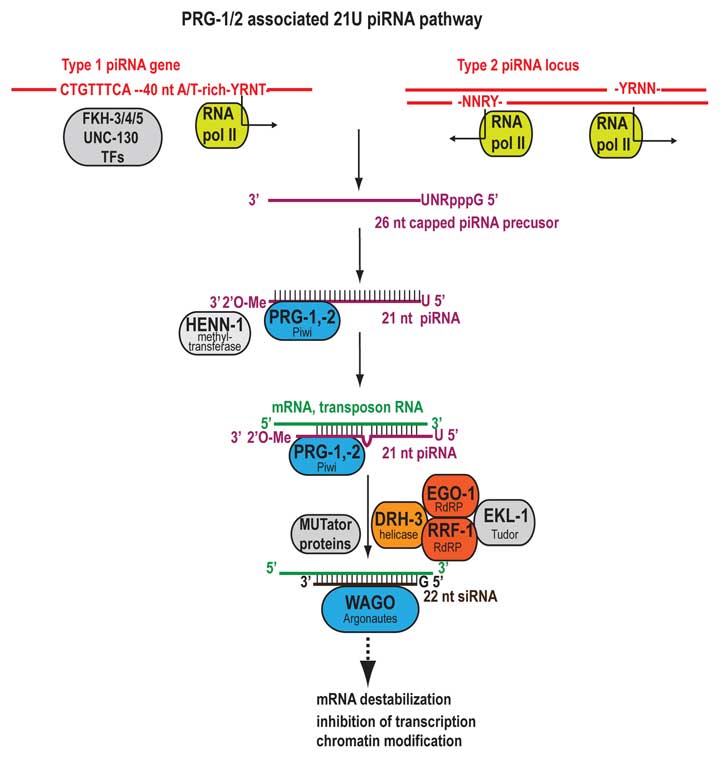 PRG-1/2 associated 21U piRNA pathway
Type 1 piRNA gene
CTGTTTCA --40 nt A/T-rich-YRNT-
FKH-3/4/5
UNC-130
TFs
RNA
pol II
Type 2 piRNA locus
-YRNN-
-NNRY-
RNA
pol II
RNA
pol II
3' UNRpppG 5'
26 nt capped piRNA precusor
3' 2'O-Me U 5'
HENN-1
methyl-
transferase
PRG-1,-2
Piwi
21 nt piRNA
mRNA, transposon RNA
5' 3'
3' 2'O-Me U 5'
PRG-1,-2
Piwi
21 nt piRNA
MUTator
proteins
DRH-3
helicase
EGO-1
RdRP
RRF-1
RdRP
EKL-1
Tudor
5' 3'
3' G 5'
22 nt siRNA
WAGO
Argonautes
mRNA destabilization
inhibition of transcription
chromatin modification